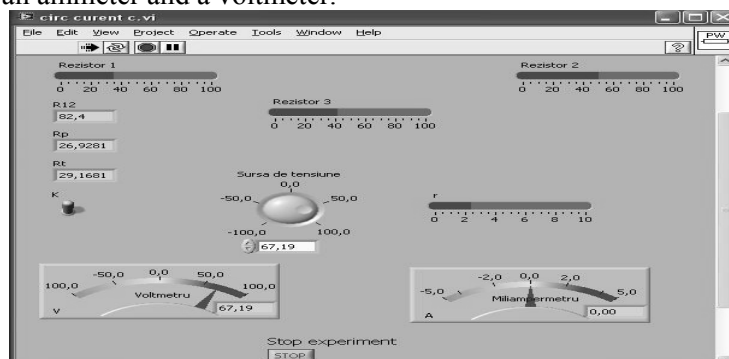 an ammeter and a voltmeter.
circ curent c.vi
File Edit View Project Operate Tools Window Help
?
PW
Rezistor 1
0 20 40 60 80 100
Rezistor 2
0 20 40 60 80 100
R12
82,4
Rezistor 3
0 20 40 60 80 100
Rp
26,9281
Rt
29,1681
Sursa de tensiune
0,0
-50,0 50,0
-100,0 100,0
67,19
K
r
0 2 4 6 8 10
100,0 -50,0 0,0 50,0 100,0
Voltmetru
V
67,19
-5,0 -2,0 0,0 2,0 5,0
Miliampermetru
A
0,00
Stop experiment
STOP